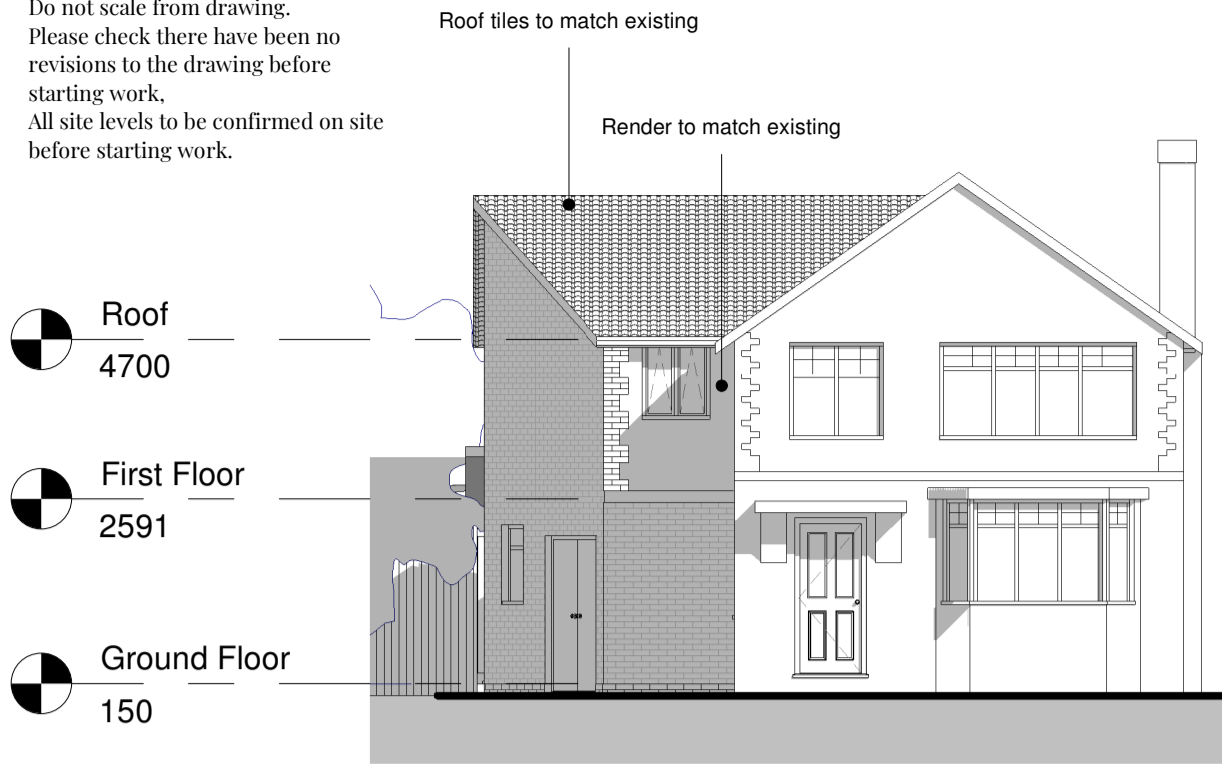 Do not scale from drawing.
Please check there have been no
revisions to the drawing before
starting work,
All site levels to be confirmed on site
before starting work.
Roof tiles to match existing
Render to match existing
Roof
4700
First Floor
2591
Ground Floor
150